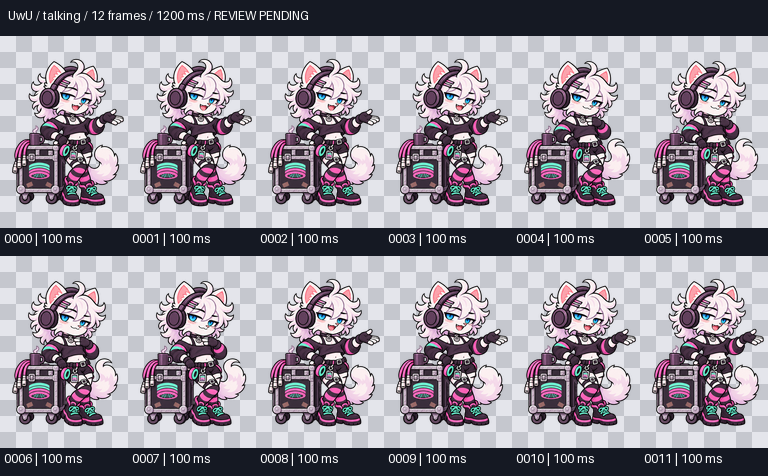 UwU / talking / 12 frames / 1200 ms / REVIEW PENDING
0000 | 100 ms
0001 | 100 ms
0002 | 100 ms
0003 | 100 ms
0004 | 100 ms
0005 | 100 ms
0006 | 100 ms
0007 | 100 ms
0008 | 100 ms
0009 | 100 ms
0010 | 100 ms
0011 | 100 ms